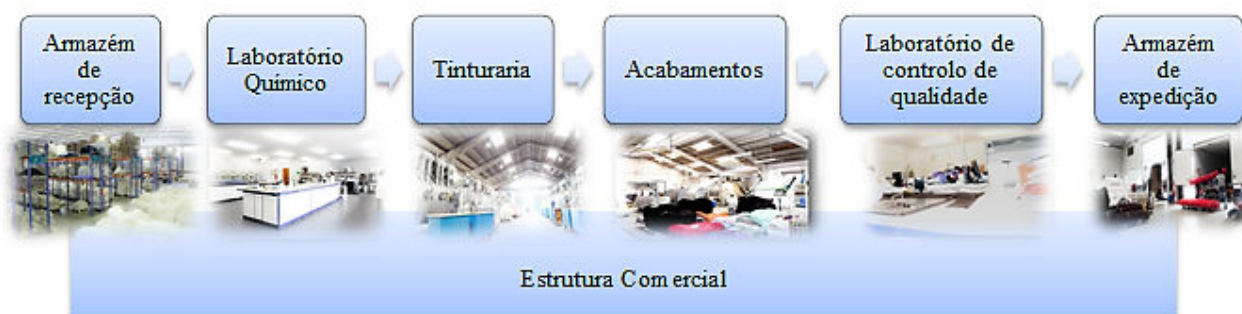 Armazém
de
recepção
Laboratório
Químico
Tinturaria
Acabamentos
Laboratório de
controlo de
qualidade
Armazém
de
expedição
Estrutura Comercial